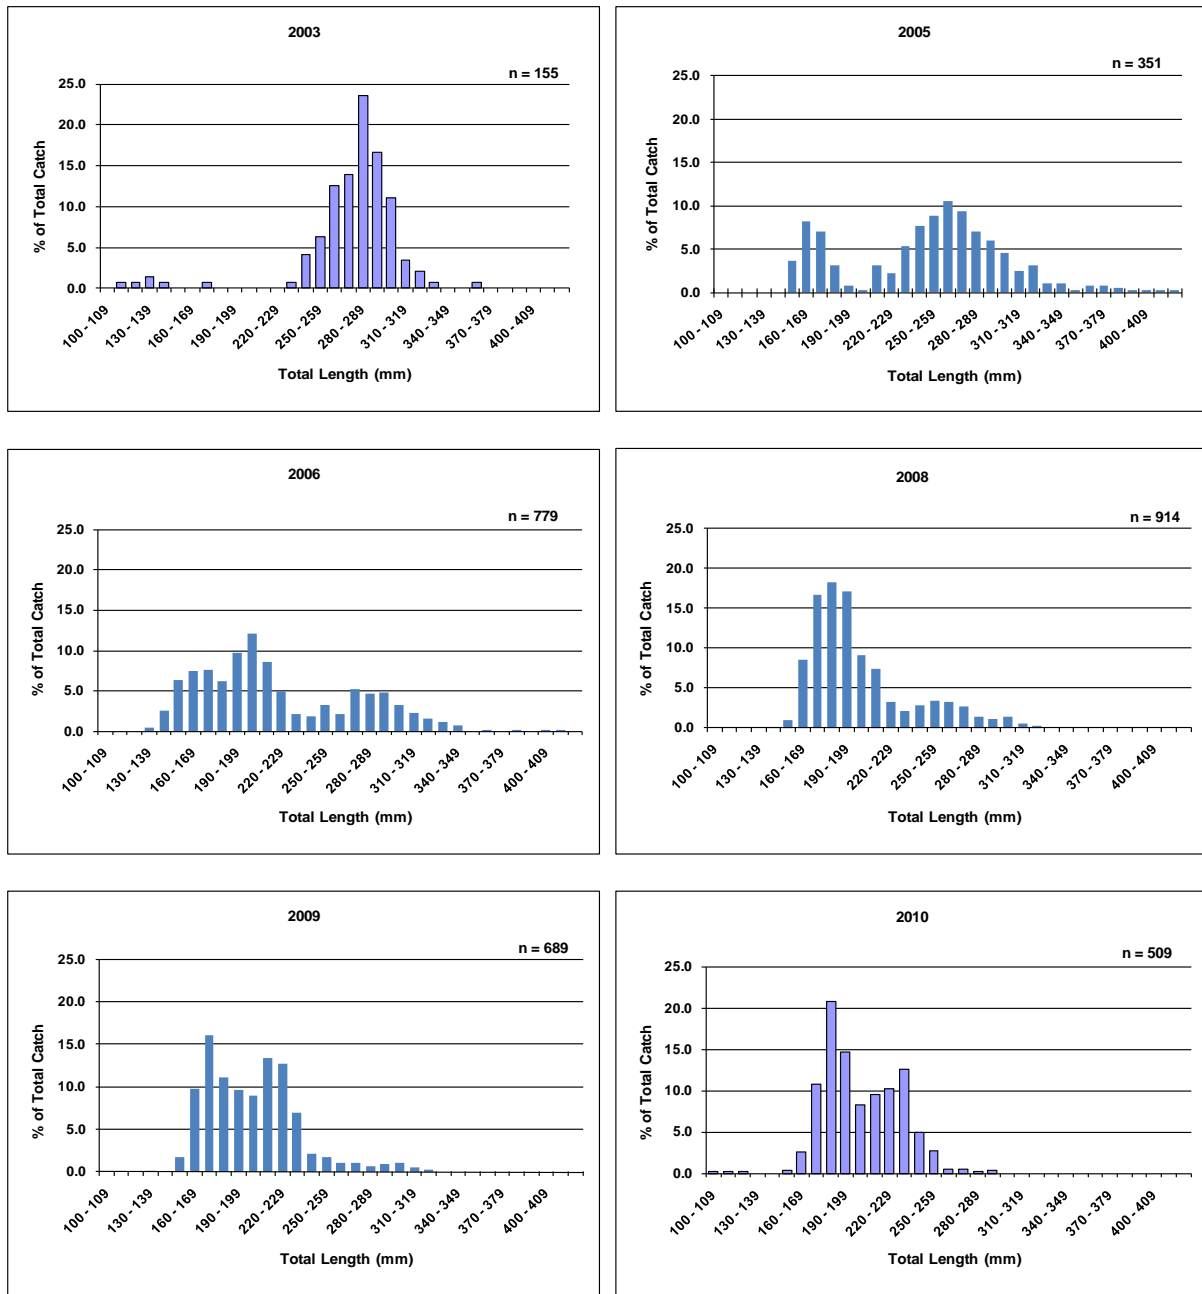 2003
n = 155
25.0
20.0
15.0
10.0
5.0
0.0
% of Total Catch
100 - 109
130 - 139
160 - 169
190 - 199
220 - 229
250 - 259
280 - 289
310 - 319
340 - 349
370 - 379
400 - 409
Total Length (mm)
2005
n = 351
25.0
20.0
15.0
10.0
5.0
0.0
% of Total Catch
100 - 109
130 - 139
160 - 169
190 - 199
220 - 229
250 - 259
280 - 289
310 - 319
340 - 349
370 - 379
400 - 409
Total Length (mm)
2006
n = 779
25.0
20.0
15.0
10.0
5.0
0.0
% of Total Catch
100 - 109
130 - 139
160 - 169
190 - 199
220 - 229
250 - 259
280 - 289
310 - 319
340 - 349
370 - 379
400 - 409
Total Length (mm)
2008
n = 914
25.0
20.0
15.0
10.0
5.0
0.0
% of Total Catch
100 - 109
130 - 139
160 - 169
190 - 199
220 - 229
250 - 259
280 - 289
310 - 319
340 - 349
370 - 379
400 - 409
Total Length (mm)
2009
n = 689
25.0
20.0
15.0
10.0
5.0
0.0
% of Total Catch
100 - 109
130 - 139
160 - 169
190 - 199
220 - 229
250 - 259
280 - 289
310 - 319
340 - 349
370 - 379
400 - 409
Total Length (mm)
2010
n = 509
25.0
20.0
15.0
10.0
5.0
0.0
% of Total Catch
100 - 109
130 - 139
160 - 169
190 - 199
220 - 229
250 - 259
280 - 289
310 - 319
340 - 349
370 - 379
400 - 409
Total Length (mm)